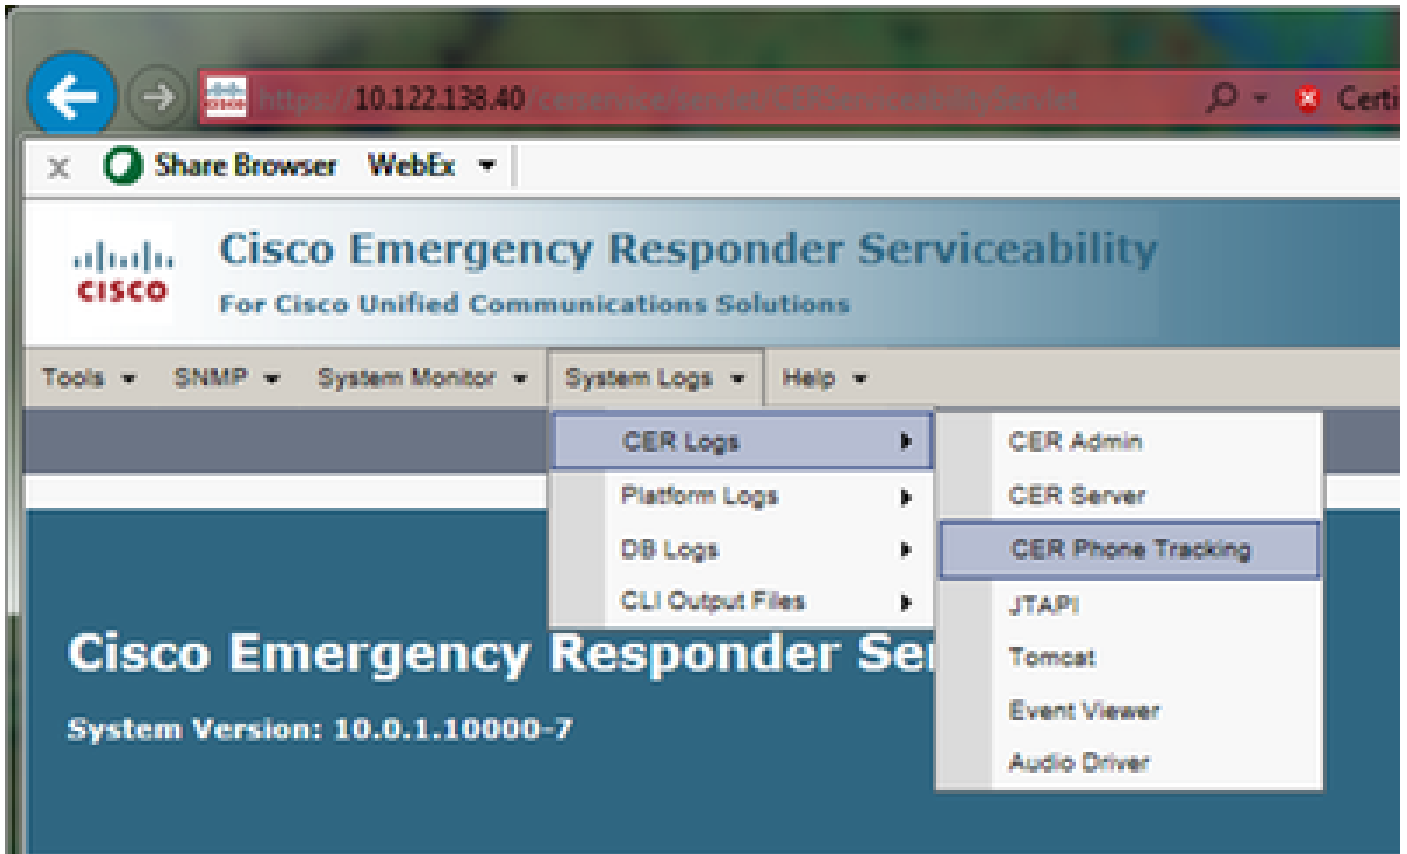 https://10.122.138.40/cerservice/servlet/CERServiceabilityServlet
Certi
x Share Browser WebEx
CISCO
Cisco Emergency Responder Serviceability
For Cisco Unified Communications Solutions
Tools SNMP System Monitor System Logs Help
CER Logs
Platform Logs
DB Logs
CLI Output Files
CER Admin
CER Server
CER Phone Tracking
JTAPI
Tomcat
Event Viewer
Audio Driver
Cisco Emergency Responder Ser
System Version: 10.0.1.10000-7